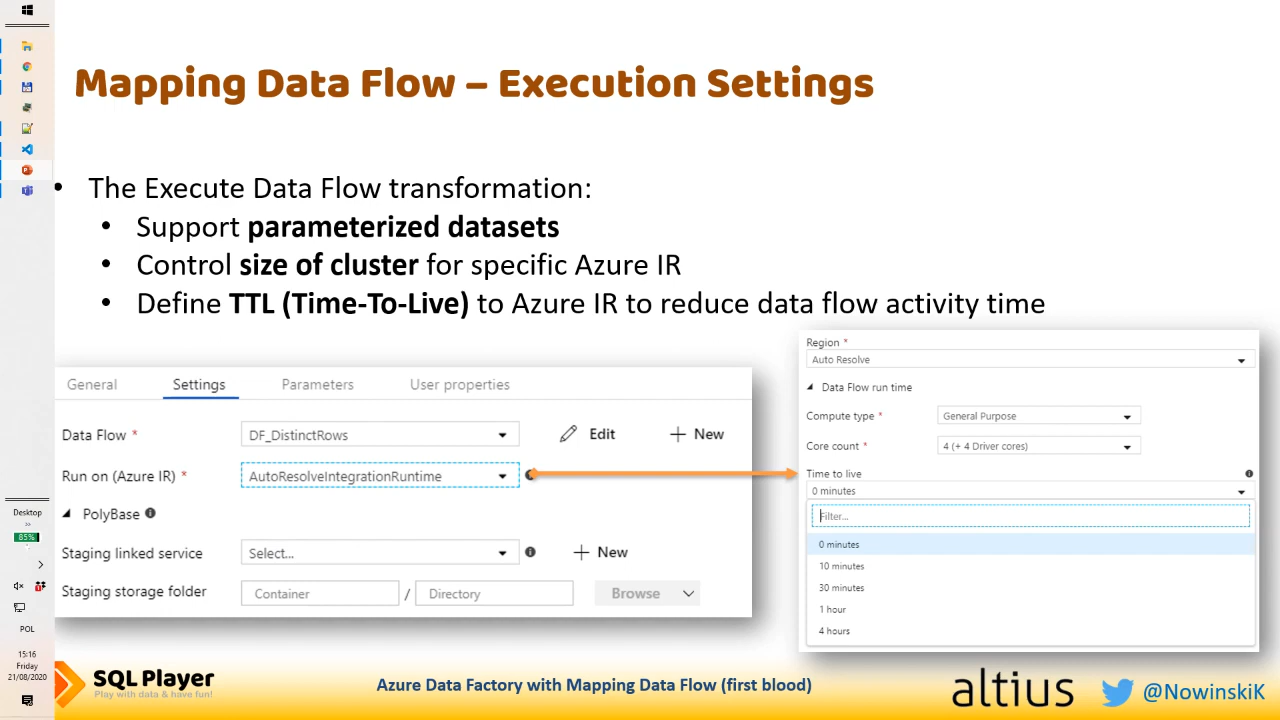 Mapping Data Flow – Execution Settings
• The Execute Data Flow transformation:
• Support parameterized datasets
• Control size of cluster for specific Azure IR
• Define TTL (Time-To-Live) to Azure IR to reduce data flow activity time
General Settings Parameters User properties
Data Flow * DF_DistinctRows Edit + New
Run on (Azure IR) * AutoResolveIntegrationRuntime
PolyBase
Staging linked service Select... + New
Staging storage folder Container / Directory Browse
Region *
Auto Resolve
Data Flow run time
Compute type * General Purpose
Core count * 4 (+ 4 Driver cores)
Time to live
0 minutes
Filter...
0 minutes
10 minutes
30 minutes
1 hour
4 hours
Desktop
85%
POL
15:16
Friday
21/08/2020
SQL Player
Play with data & have fun!
Azure Data Factory with Mapping Data Flow (first blood)
altius
@NowinskiK